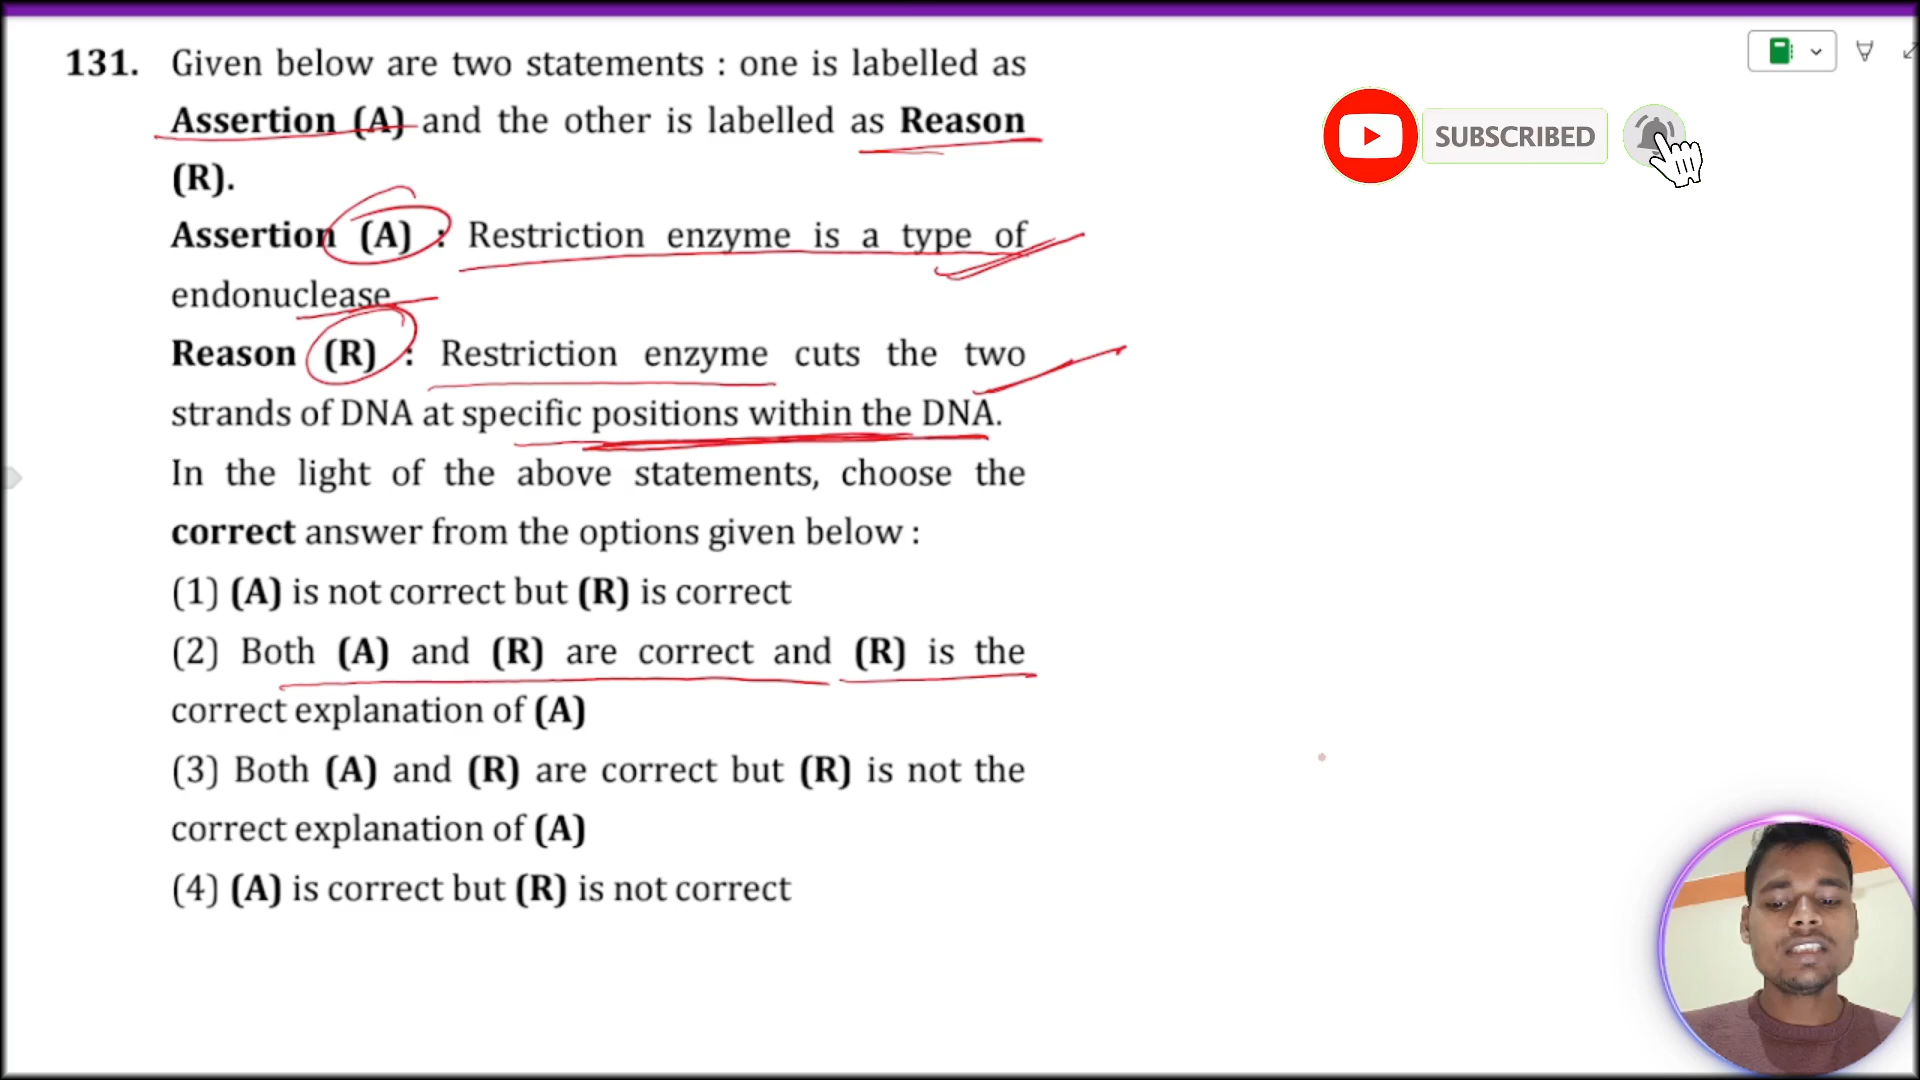 131. Given below are two statements : one is labelled as
Assertion (A) and the other is labelled as Reason
(R).
Assertion (A) : Restriction enzyme is a type of
endonuclease
Reason (R) : Restriction enzyme cuts the two
strands of DNA at specific positions within the DNA.
In the light of the above statements, choose the
correct answer from the options given below :
(1) (A) is not correct but (R) is correct
(2) Both (A) and (R) are correct and (R) is the
correct explanation of (A)
(3) Both (A) and (R) are correct but (R) is not the
correct explanation of (A)
(4) (A) is correct but (R) is not correct
SUBSCRIBED